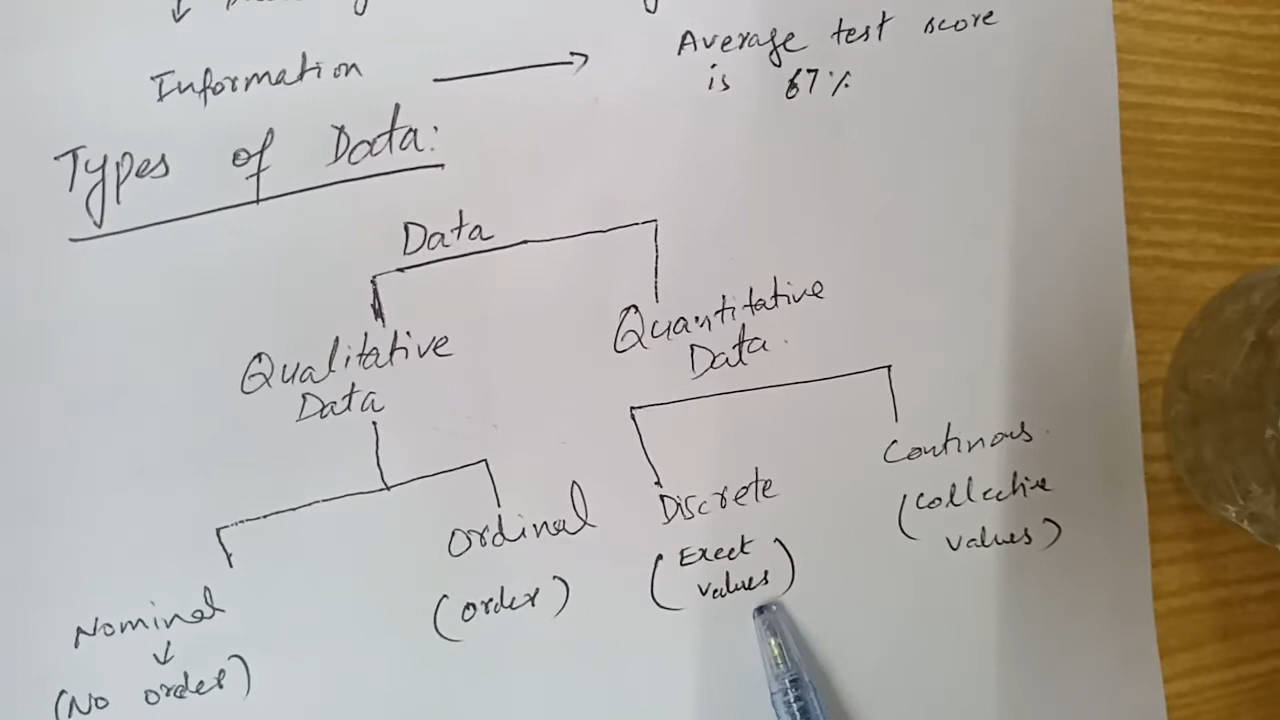 Information → Average test score
is 67%
Types of Data:
Data
Qualitative
Data
Quantitative
Data.
Nominal
↓
(No order)
Ordinal
(order)
Discrete
(Exect
values)
Continous.
(collective
values)